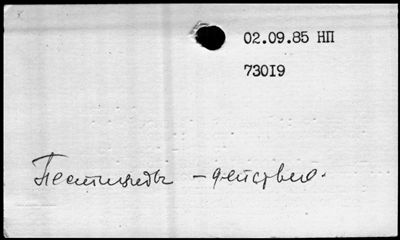 02.09.85 НП
73019
Пестициды - действие.